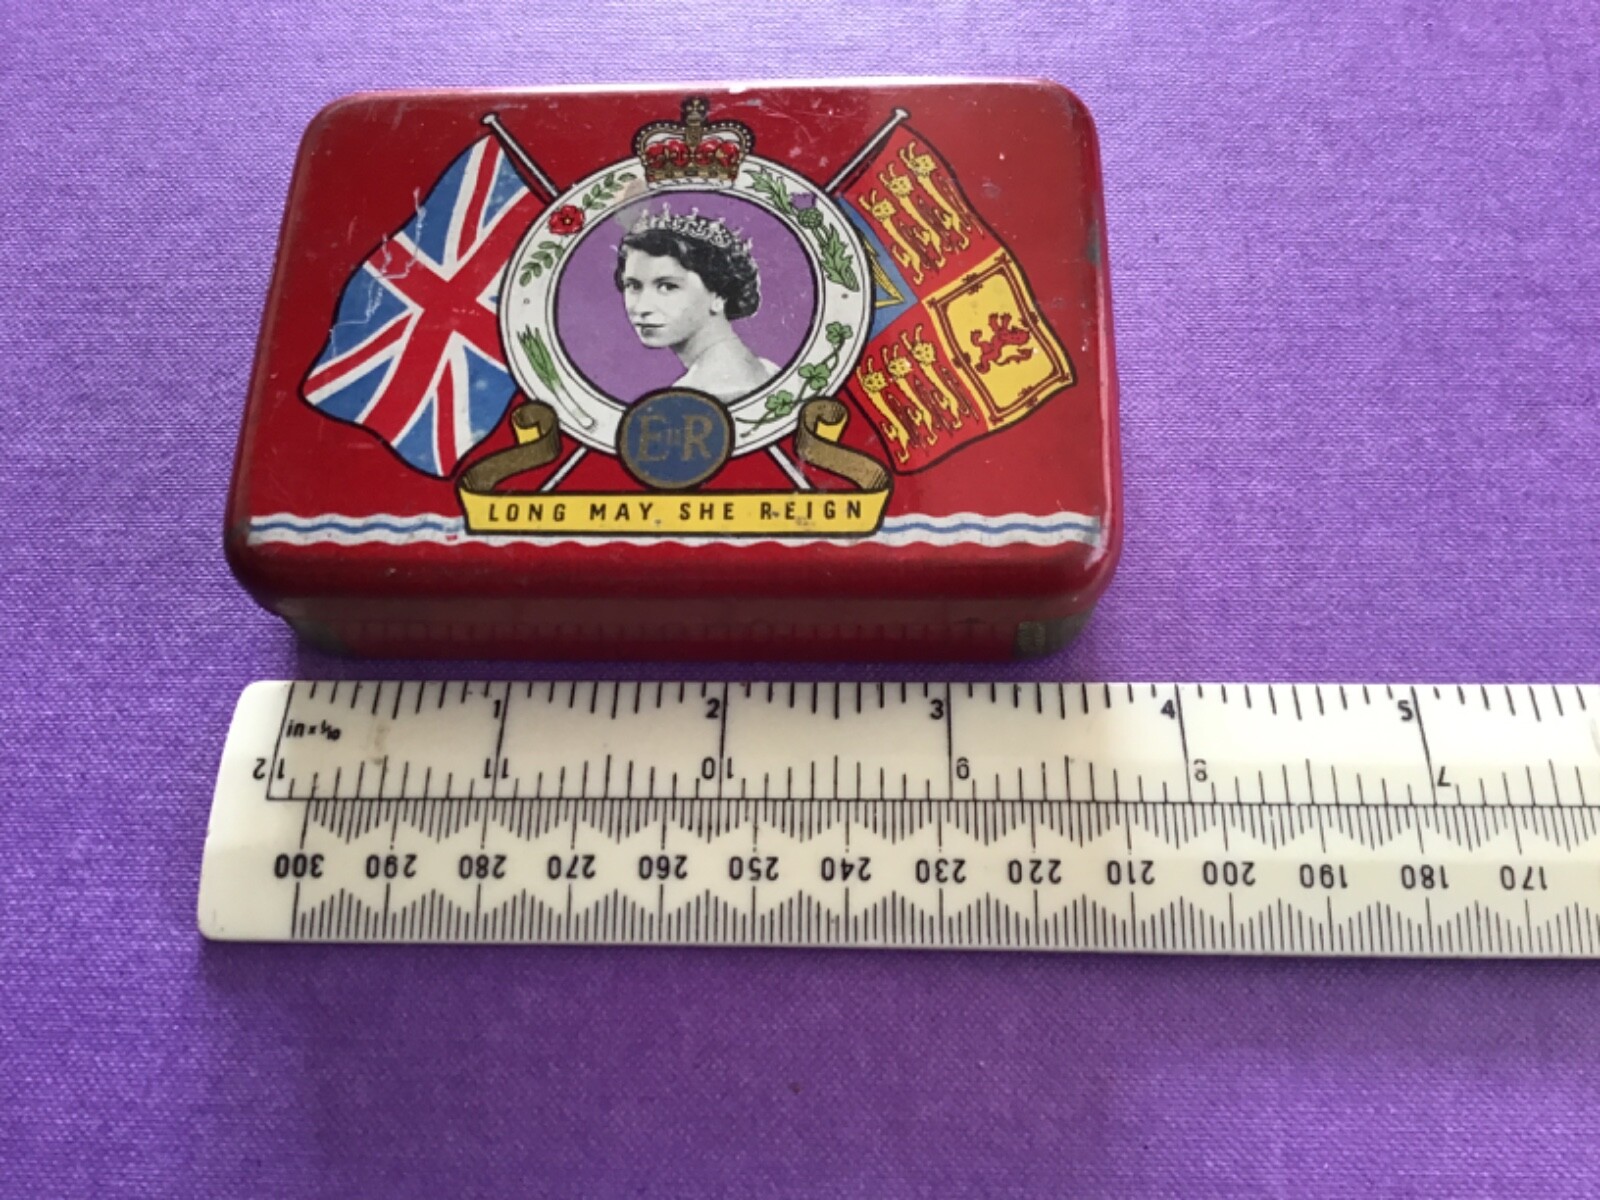 EIIR
LONG MAY SHE REIGN
1 2 3 4 5
in x 1/10
12 11 10 9 8 7
300 290 280 270 260 250 240 230 220 210 200 190 180 170